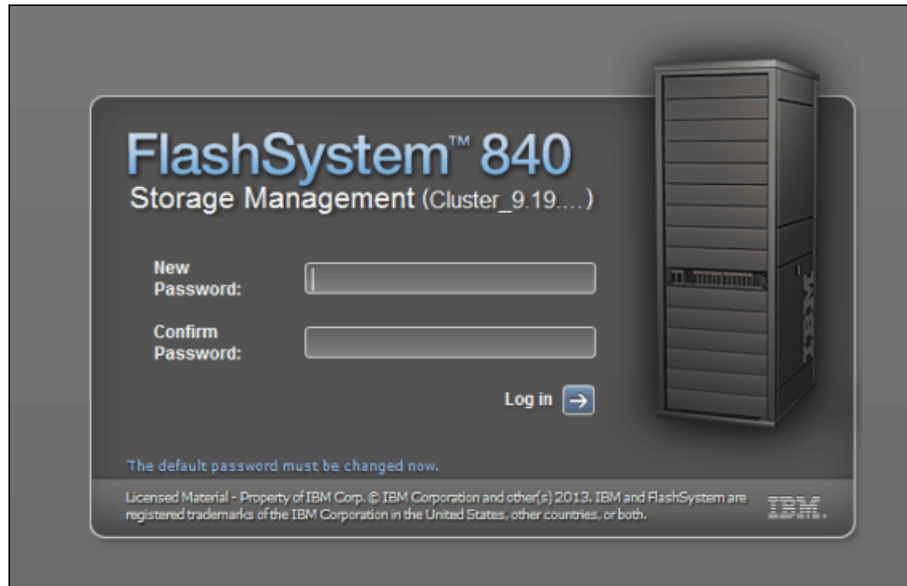 FlashSystem™ 840
Storage Management (Cluster_9.19....)
New
Password:
Confirm
Password:
Log in
The default password must be changed now.
Licensed Material - Property of IBM Corp. © IBM Corporation and other(s) 2013. IBM and FlashSystem are
registered trademarks of the IBM Corporation in the United States, other countries, or both.
IBM.
IBM